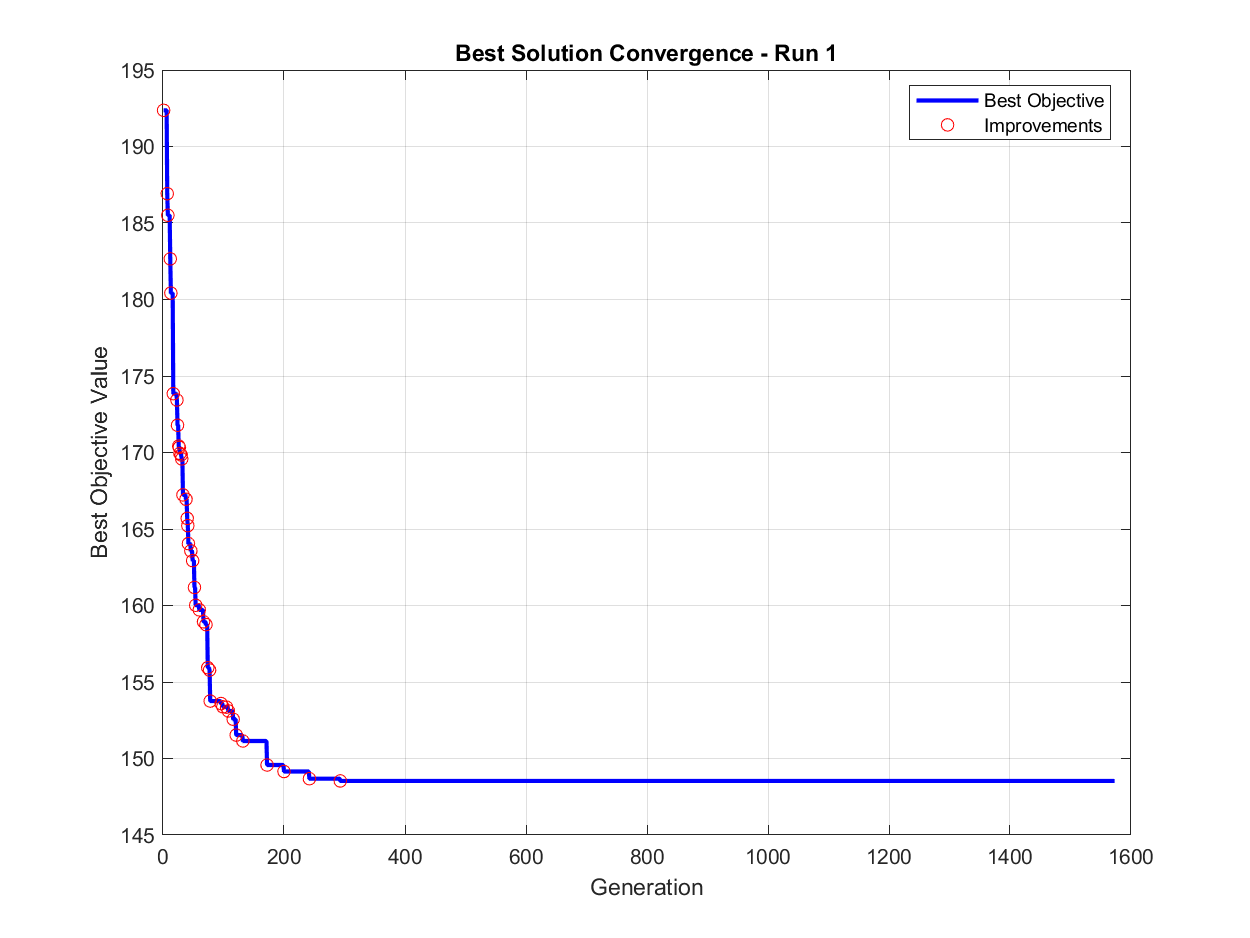 Best Solution Convergence - Run 1
195
190
185
180
175
170
165
160
155
150
145
Best Objective Value
Best Objective
Improvements
0 200 400 600 800 1000 1200 1400 1600
Generation